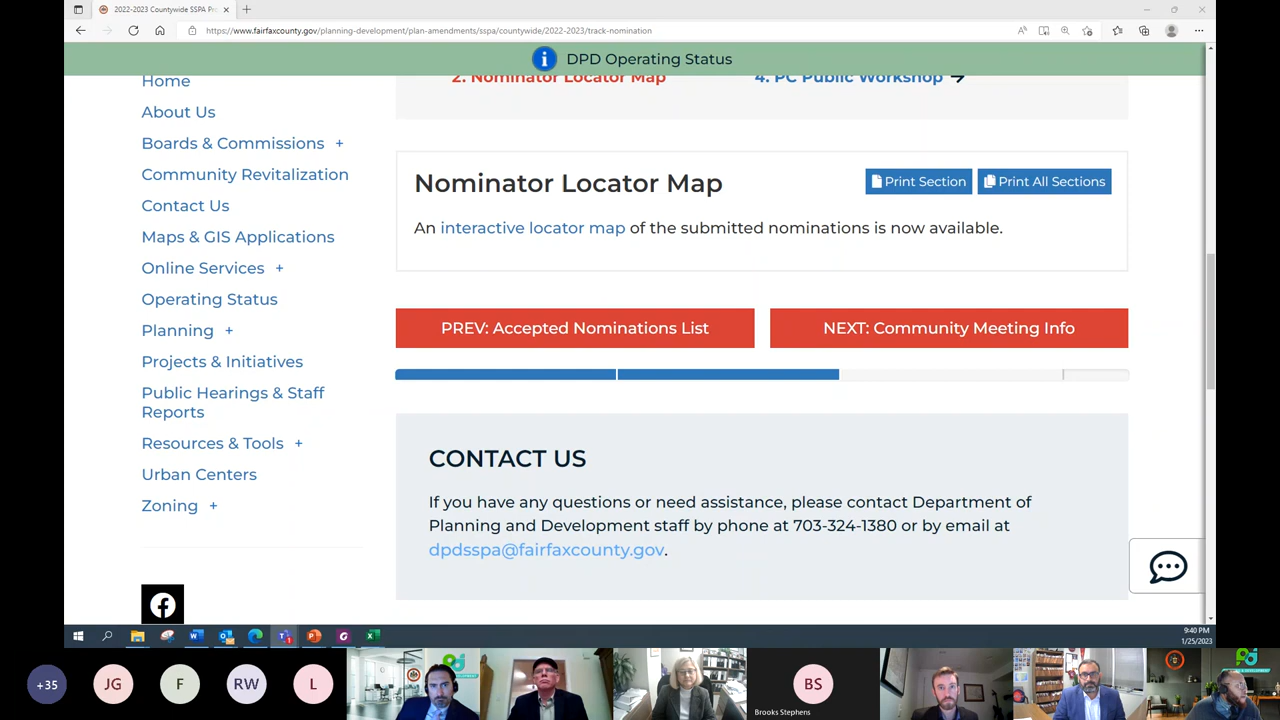 2022-2023 Countywide SSPA Pro
https://www.fairfaxcounty.gov/planning-development/plan-amendments/sspa/countywide/2022-2023/track-nomination
DPD Operating Status
Home
About Us
Boards & Commissions +
Community Revitalization
Contact Us
Maps & GIS Applications
Online Services +
Operating Status
Planning +
Projects & Initiatives
Public Hearings & Staff
Reports
Resources & Tools +
Urban Centers
Zoning +
2. Nominator Locator Map
4. PC Public Workshop →
Nominator Locator Map
Print Section
Print All Sections
An interactive locator map of the submitted nominations is now available.
PREV: Accepted Nominations List
NEXT: Community Meeting Info
CONTACT US
If you have any questions or need assistance, please contact Department of
Planning and Development staff by phone at 703-324-1380 or by email at
dpdsspa@fairfaxcounty.gov.
9:40 PM
1/25/2023
+35
JG
F
RW
L
BS
Brooks Stephens